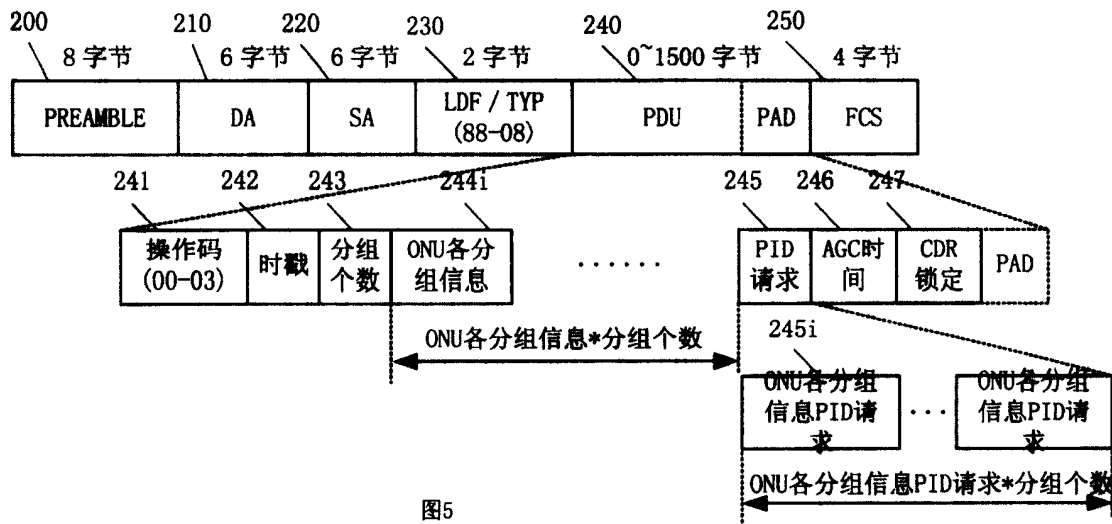 200 210 220 230 240 250
8 字节 6 字节 6 字节 2 字节 0~1500 字节 4 字节
PREAMBLE DA SA LDF / TYP (88-08) PDU PAD FCS
241 242 243 244i 245 246 247
操作码 (00-03) 时戳 分组个数 ONU各分组信息 ······ PID请求 AGC时间 CDR锁定 PAD
ONU各分组信息*分组个数
245i
ONU各分组信息PID请求 ··· ONU各分组信息PID请求
ONU各分组信息PID请求*分组个数
图5